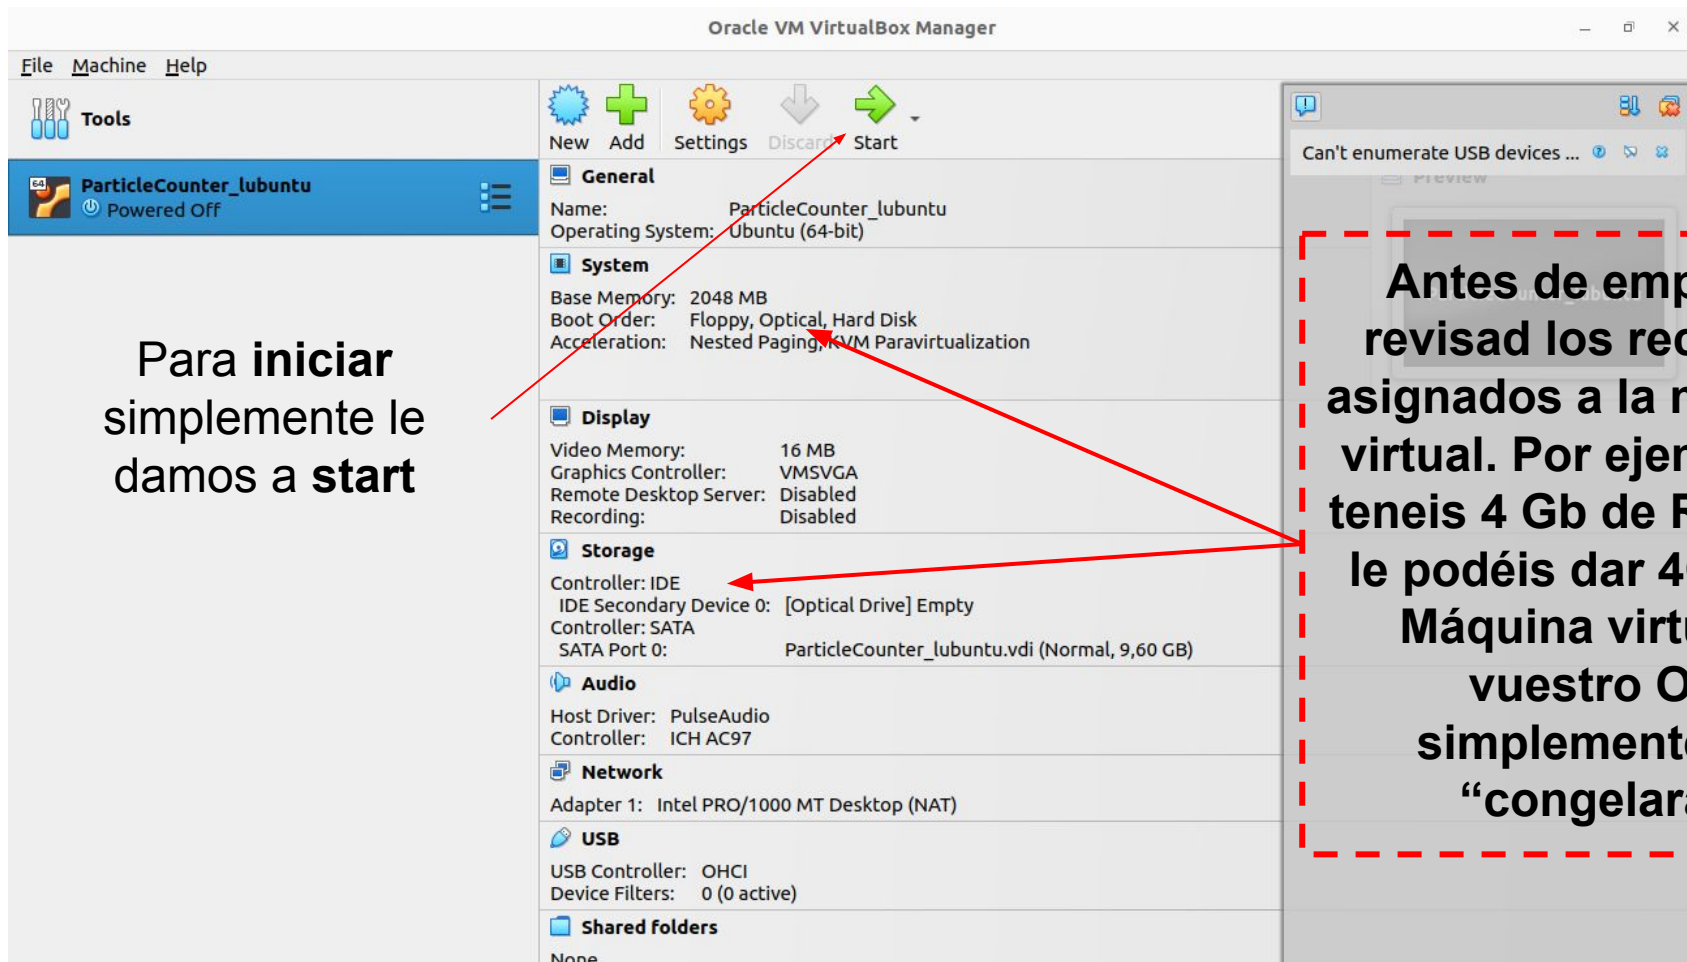 Oracle VM VirtualBox Manager
File Machine Help
Tools
64
ParticleCounter_lubuntu
Powered Off
Para iniciar
simplemente le
damos a start
New Add Settings Discard Start
General
Name: ParticleCounter_lubuntu
Operating System: Ubuntu (64-bit)
System
Base Memory: 2048 MB
Boot Order: Floppy, Optical, Hard Disk
Acceleration: Nested Paging, KVM Paravirtualization
Display
Video Memory: 16 MB
Graphics Controller: VMSVGA
Remote Desktop Server: Disabled
Recording: Disabled
Storage
Controller: IDE
IDE Secondary Device 0: [Optical Drive] Empty
Controller: SATA
SATA Port 0: ParticleCounter_lubuntu.vdi (Normal, 9,60 GB)
Audio
Host Driver: PulseAudio
Controller: ICH AC97
Network
Adapter 1: Intel PRO/1000 MT Desktop (NAT)
USB
USB Controller: OHCI
Device Filters: 0 (0 active)
Shared folders
None
Can't enumerate USB devices ...
Preview
Antes de emp
revisad los rec
asignados a la
virtual. Por ejen
teneis 4 Gb de
le podéis dar 4
Máquina virtu
vuestro O
simplemente
“congelara